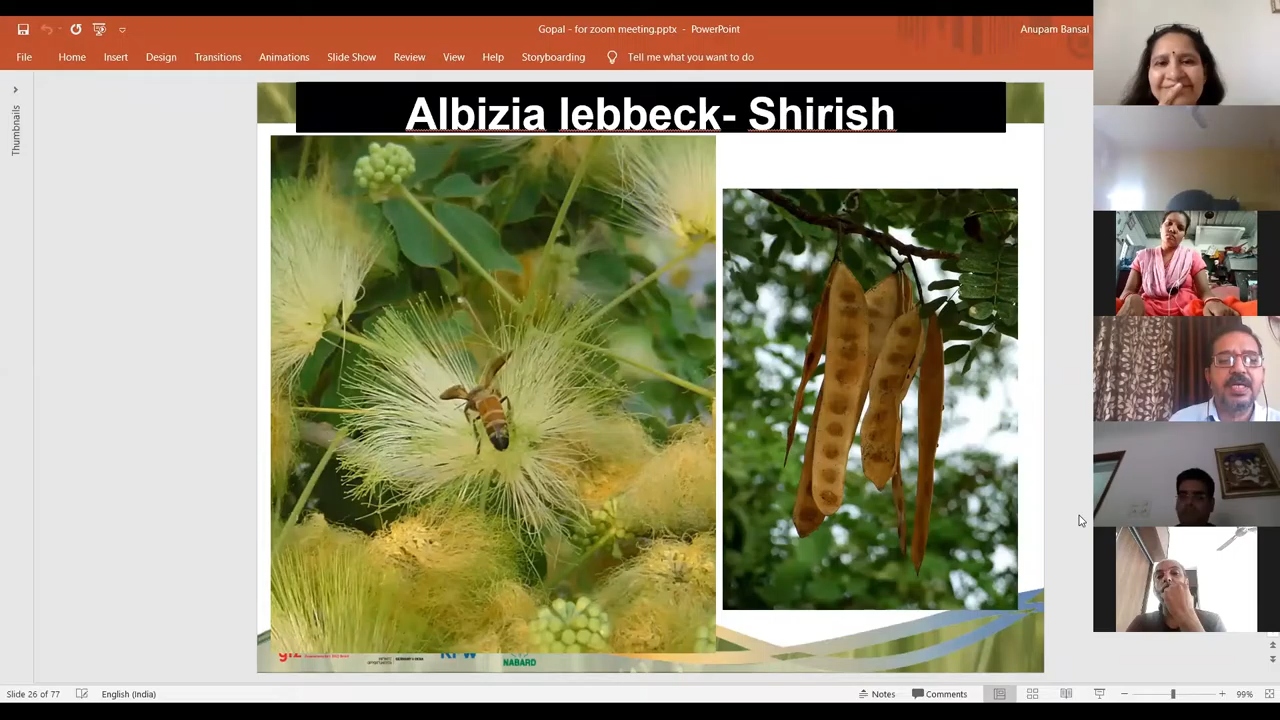 Gopal - for zoom meeting.pptx - PowerPoint
Anupam Bansal
File Home Insert Design Transitions Animations Slide Show Review View Help Storyboarding Tell me what you want to do
Thumbnails
Albizia lebbeck- Shirish
giz
KFW
NABARD
Slide 26 of 77 English (India) Notes Comments 99%